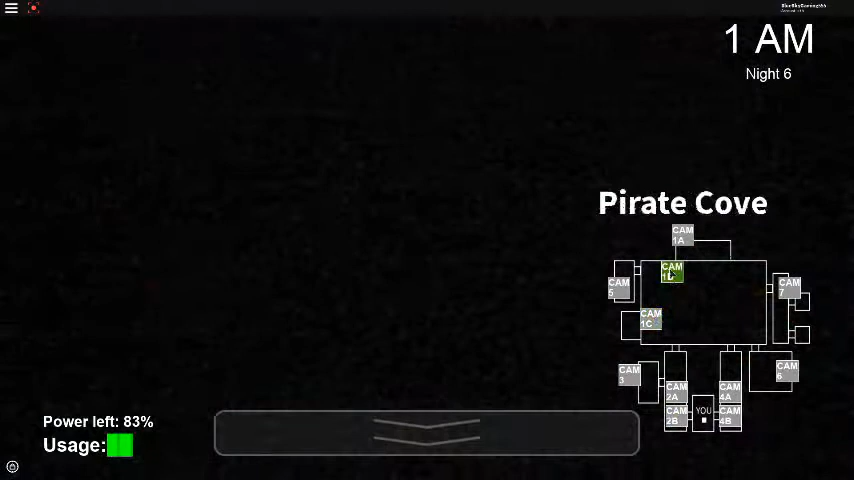 BlueSkyGaming555
1 AM
Night 6
Pirate Cove
CAM
1A
CAM
1B
CAM
5
CAM
7
CAM
1C
CAM
3
CAM
6
CAM
2A
CAM
4A
CAM
2B
YOU
CAM
4B
Power left: 83%
Usage: